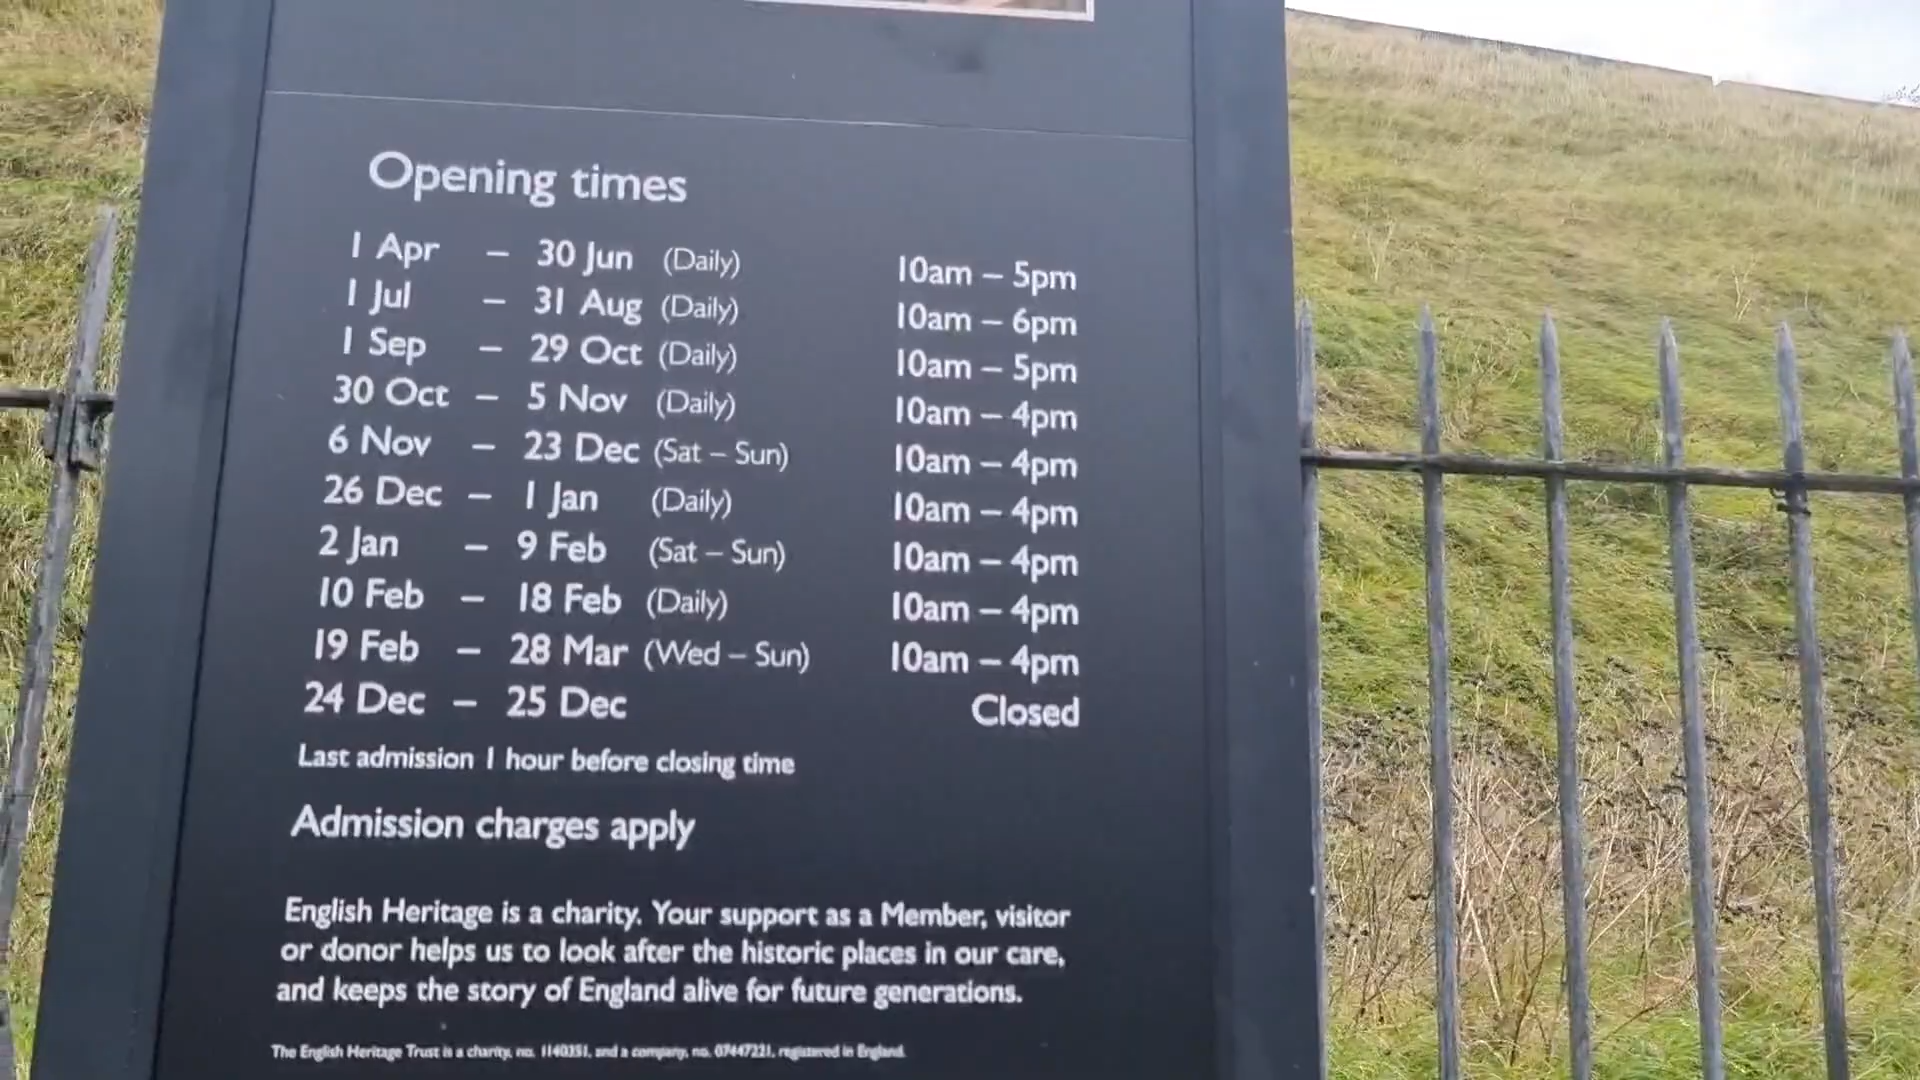 Opening times
1 Apr – 30 Jun (Daily) 10am – 5pm
1 Jul – 31 Aug (Daily) 10am – 6pm
1 Sep – 29 Oct (Daily) 10am – 5pm
30 Oct – 5 Nov (Daily) 10am – 4pm
6 Nov – 23 Dec (Sat – Sun) 10am – 4pm
26 Dec – 1 Jan (Daily) 10am – 4pm
2 Jan – 9 Feb (Sat – Sun) 10am – 4pm
10 Feb – 18 Feb (Daily) 10am – 4pm
19 Feb – 28 Mar (Wed – Sun) 10am – 4pm
24 Dec – 25 Dec Closed
Last admission 1 hour before closing time
Admission charges apply
English Heritage is a charity. Your support as a Member, visitor
or donor helps us to look after the historic places in our care,
and keeps the story of England alive for future generations.
The English Heritage Trust is a charity, no. 1140351, and a company, no. 07447221, registered in England.